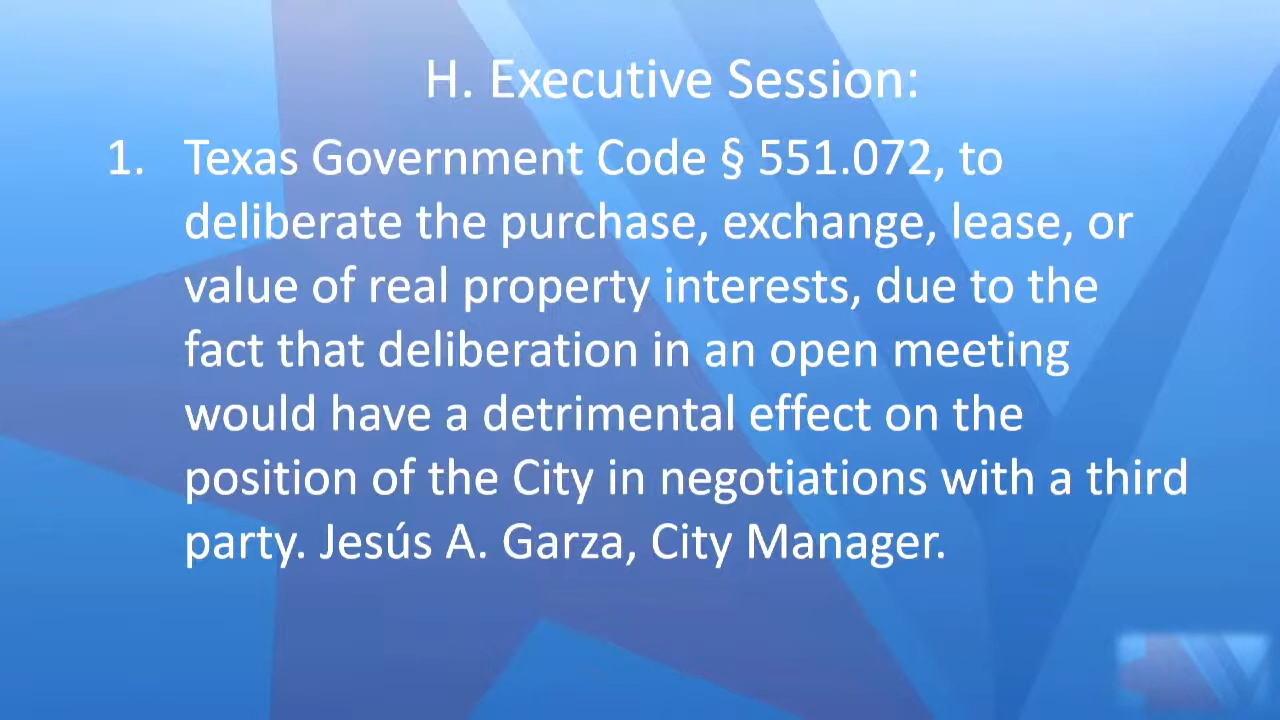 H. Executive Session:
1. Texas Government Code § 551.072, to
deliberate the purchase, exchange, lease, or
value of real property interests, due to the
fact that deliberation in an open meeting
would have a detrimental effect on the
position of the City in negotiations with a third
party. Jesús A. Garza, City Manager.